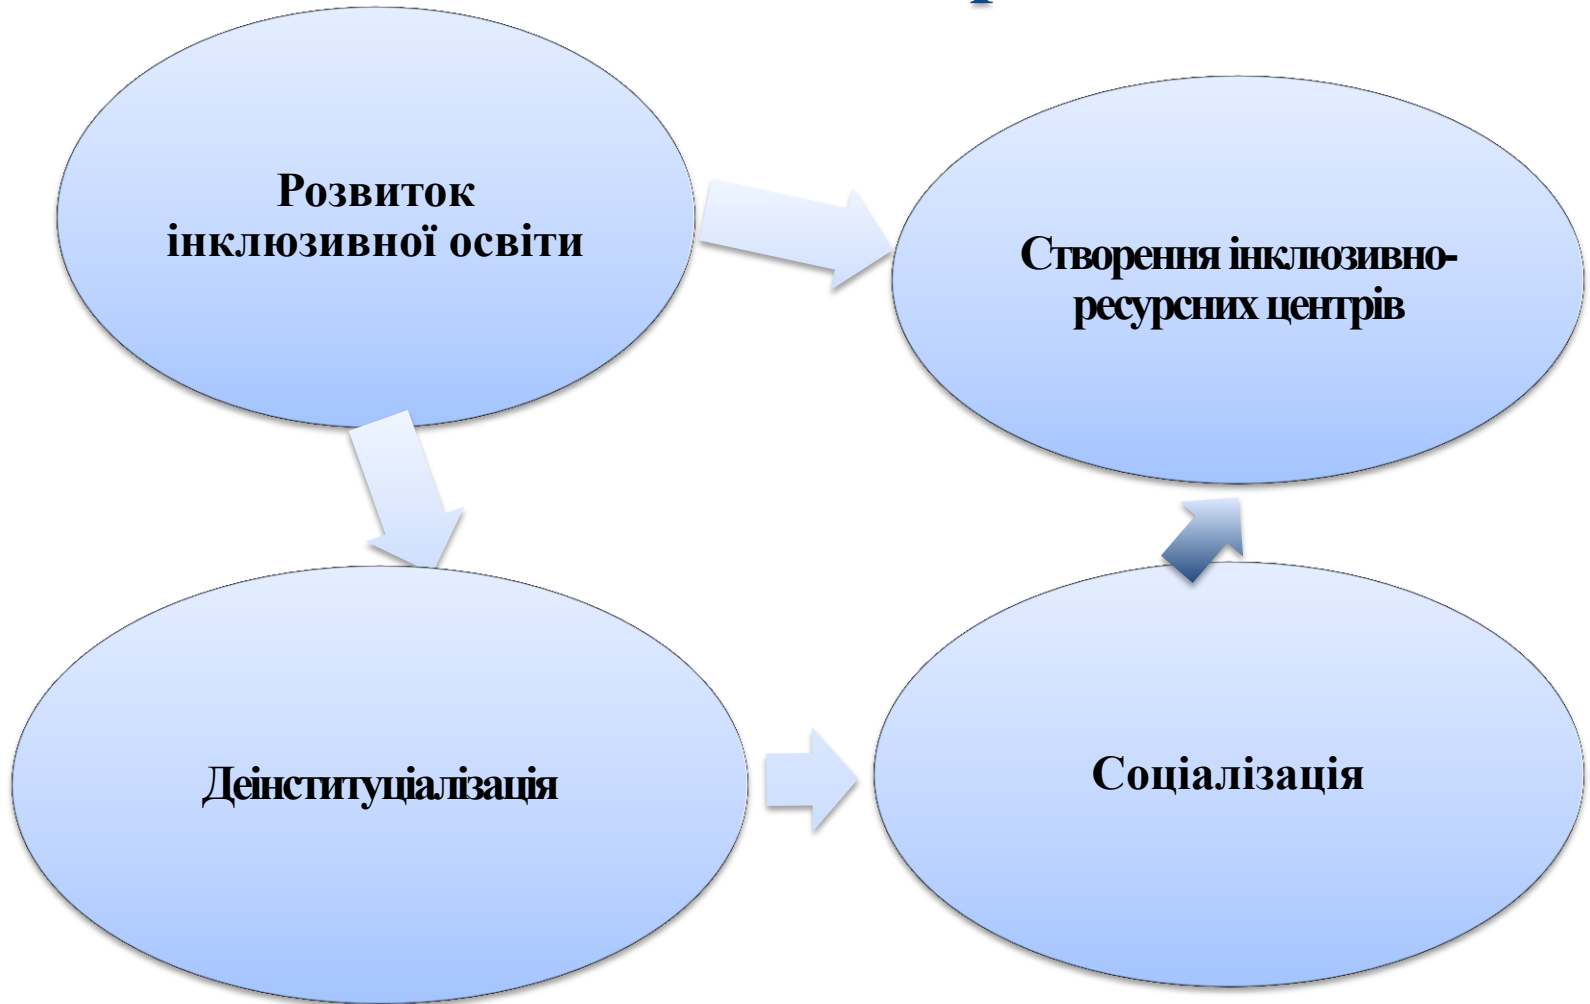 Розвиток
інклюзивної освіти
Створення інклюзивно-
ресурсних центрів
Деінституціалізація
Соціалізація